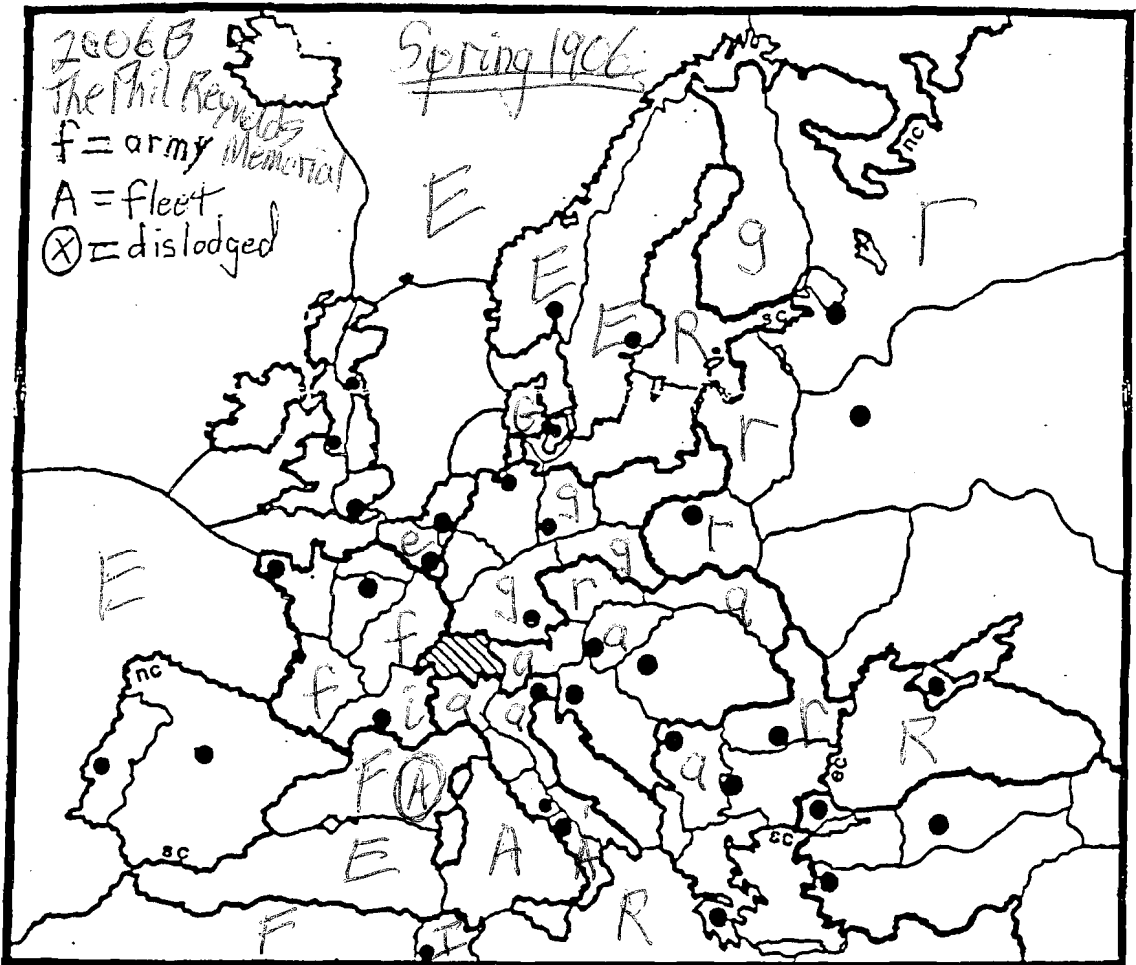 2006B
The Phil Reynolds
Memorial
Spring 1906
f = army
A = fleet
X = dislodged
nc
E
g
r
E
E
R
sc
G
r
e
g
g
r
E
g
r
a
f
a
a
nc
f
i
a
a
r
R
a
ec
F
A
sc
sc
E
A
A
R
F
I